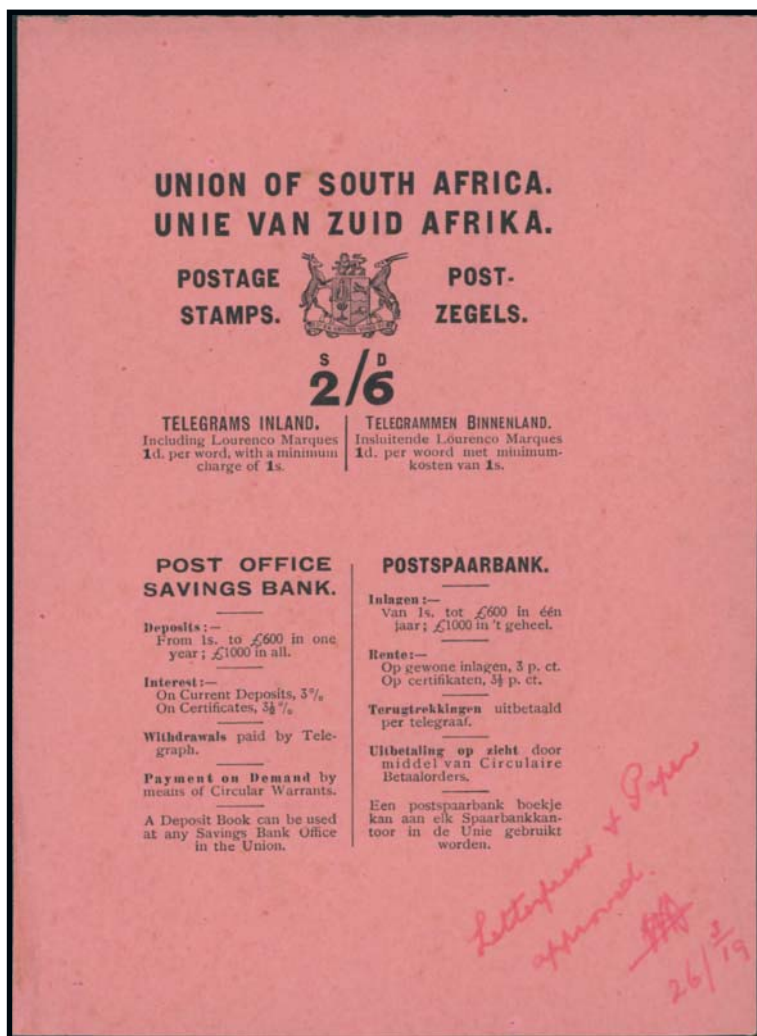 UNION OF SOUTH AFRICA.
UNIE VAN ZUID AFRIKA.
POSTAGE
STAMPS.
POST-
ZEGELS.
S D
2/6
TELEGRAMS INLAND.
Including Lourenco Marques
1d. per word, with a minimum
charge of 1s.
TELEGRAMMEN BINNENLAND.
Insluitende Lourenco Marques
1d. per woord met minimum-
kosten van 1s.
POST OFFICE
SAVINGS BANK.
Deposits:—
From 1s. to £600 in one
year; £1000 in all.
Interest:—
On Current Deposits, 3%
On Certificates, 3½%
Withdrawals paid by Tele-
graph.
Payment on Demand by
means of Circular Warrants.
A Deposit Book can be used
at any Savings Bank Office
in the Union.
POSTSPAARBANK.
Inlagen:—
Van 1s. tot £600 in één
jaar; £1000 in 't geheel.
Rente:—
Op gewone inlagen, 3 p. ct.
Op certifikaten, 3½ p. ct.
Terugtrekkingen uitbetaald
per telegraaf.
Uitbetaling op zicht door
middel van Circulaire
Betaalorders.
Een postspaarbank boekje
kan aan elk Spaarbankkan-
toor in de Unie gebruikt
worden.
Letterpress & Paper
approved.
26/3/19